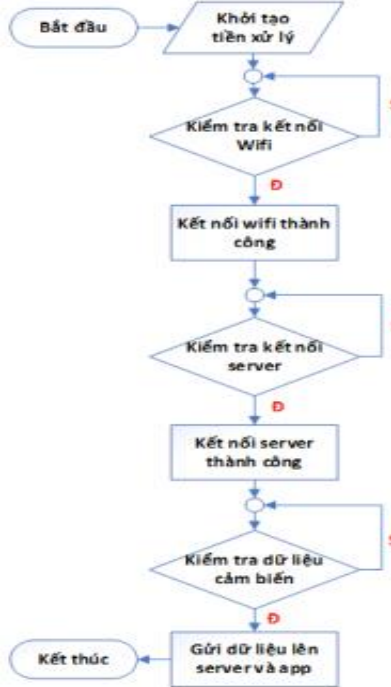 Bắt đầu
Khởi tạo
tiền xử lý
Kiểm tra kết nối
Wifi
Đ
Kết nối wifi thành
công
Kiểm tra kết nối
server
Đ
Kết nối server
thành công
Kiểm tra dữ liệu
cảm biến
Đ
Gửi dữ liệu lên
server và app
Kết thúc